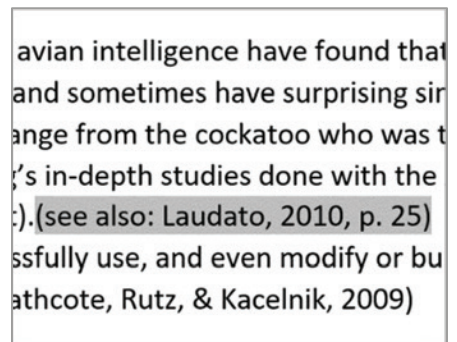 avian intelligence have found that
and sometimes have surprising
ange from the cockatoo who was
's in-depth studies done with the
).(see also: Laudato, 2010, p. 25)
ssfully use, and even modify or bu
athcote, Rutz, & Kacelnik, 2009)